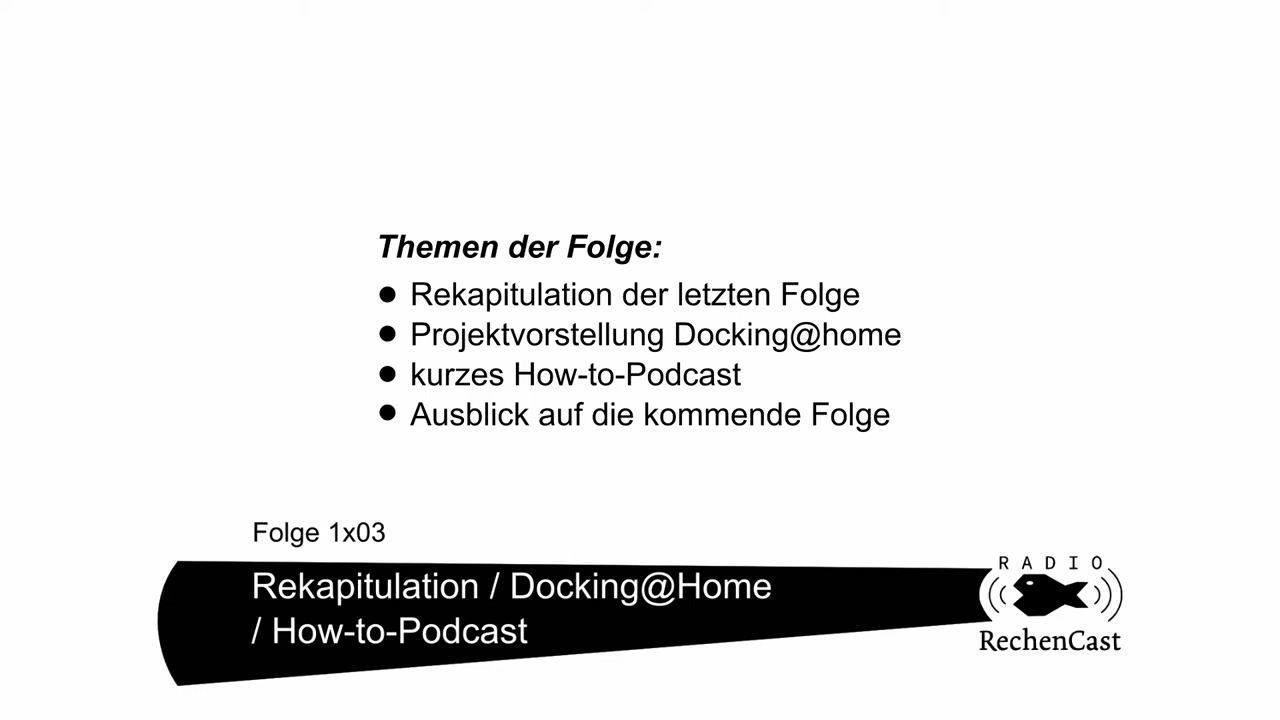 Themen der Folge:
● Rekapitulation der letzten Folge
● Projektvorstellung Docking@home
● kurzes How-to-Podcast
● Ausblick auf die kommende Folge
Folge 1x03
Rekapitulation / Docking@Home
/ How-to-Podcast
RADIO
RechenCast